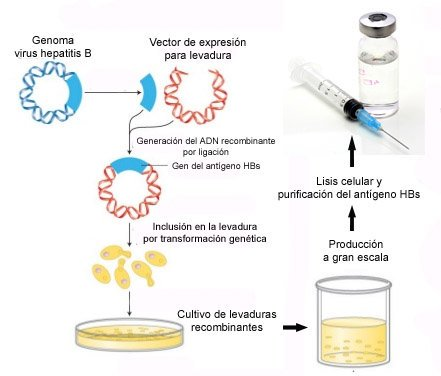 Genoma
virus hepatitis B
Vector de expresión
para levadura
Generación del ADN recombinante
por ligación
Gen del antígeno HBs
Inclusión en la levadura
por transformación genética
Cultivo de levaduras
recombinantes
Producción
a gran escala
Lisis celular y
purificación del antígeno HBs